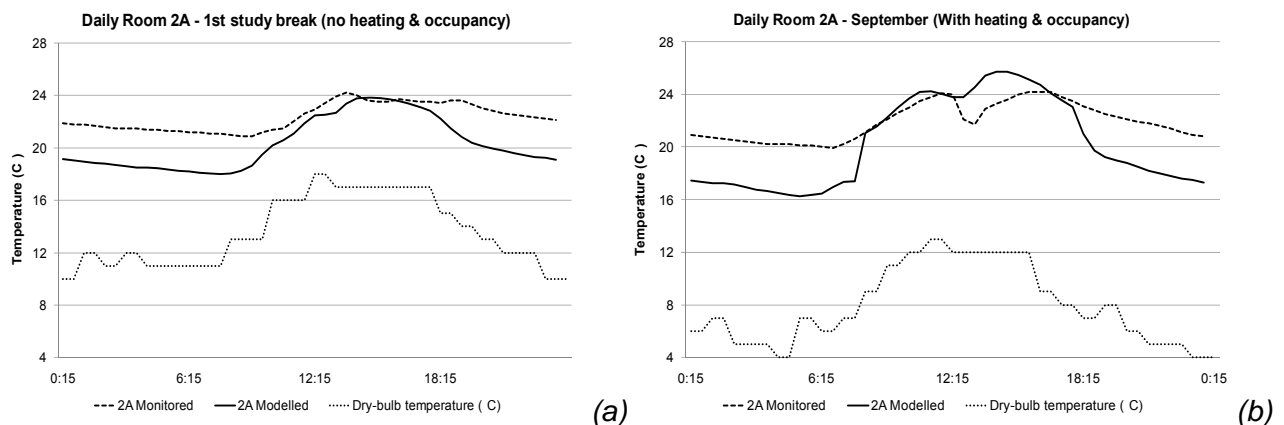 Daily Room 2A - 1st study break (no heating & occupancy)
28
24
20
16
12
8
4
Temperature (C )
0:15 6:15 12:15 18:15
2A Monitored 2A Modelled Dry-bulb temperature ( C)
(a)
Daily Room 2A - September (With heating & occupancy)
28
24
20
16
12
8
4
Temperature (C )
0:15 6:15 12:15 18:15 0:15
2A Monitored 2A Modelled Dry-bulb temperature ( C)
(b)